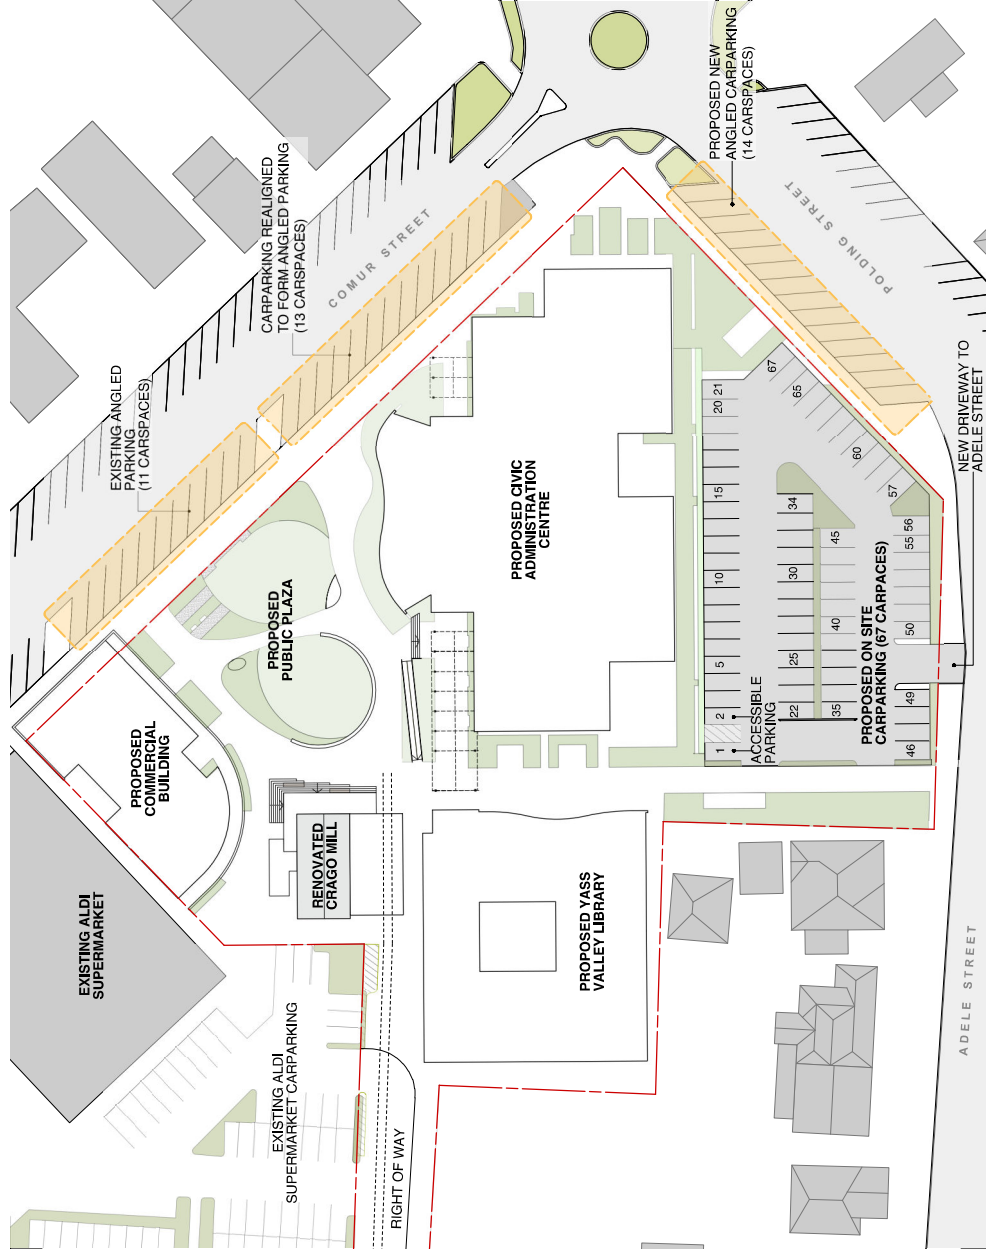 PROPOSED NEW
ANGLED CARPARKING
(14 CARSPACES)
CARPARKING REALIGNED
TO FORM ANGLED PARKING
(13 CARSPACES)
COMUR STREET
POLDING STREET
EXISTING ANGLED
PARKING
(11 CARSPACES)
NEW DRIVEWAY TO
ADELE STREET
PROPOSED CIVIC
ADMINISTRATION
CENTRE
PROPOSED
PUBLIC PLAZA
PROPOSED ON SITE
CARPARKING (67 CARPACES)
67
65
60
57
56
55
50
49
46
21
20
15
10
5
2
1
34
30
25
22
45
40
35
ACCESSIBLE
PARKING
PROPOSED
COMMERCIAL
BUILDING
RENOVATED
CRAGO MILL
EXISTING ALDI
SUPERMARKET
PROPOSED YASS
VALLEY LIBRARY
EXISTING ALDI
SUPERMARKET CARPARKING
RIGHT OF WAY
ADELE STREET